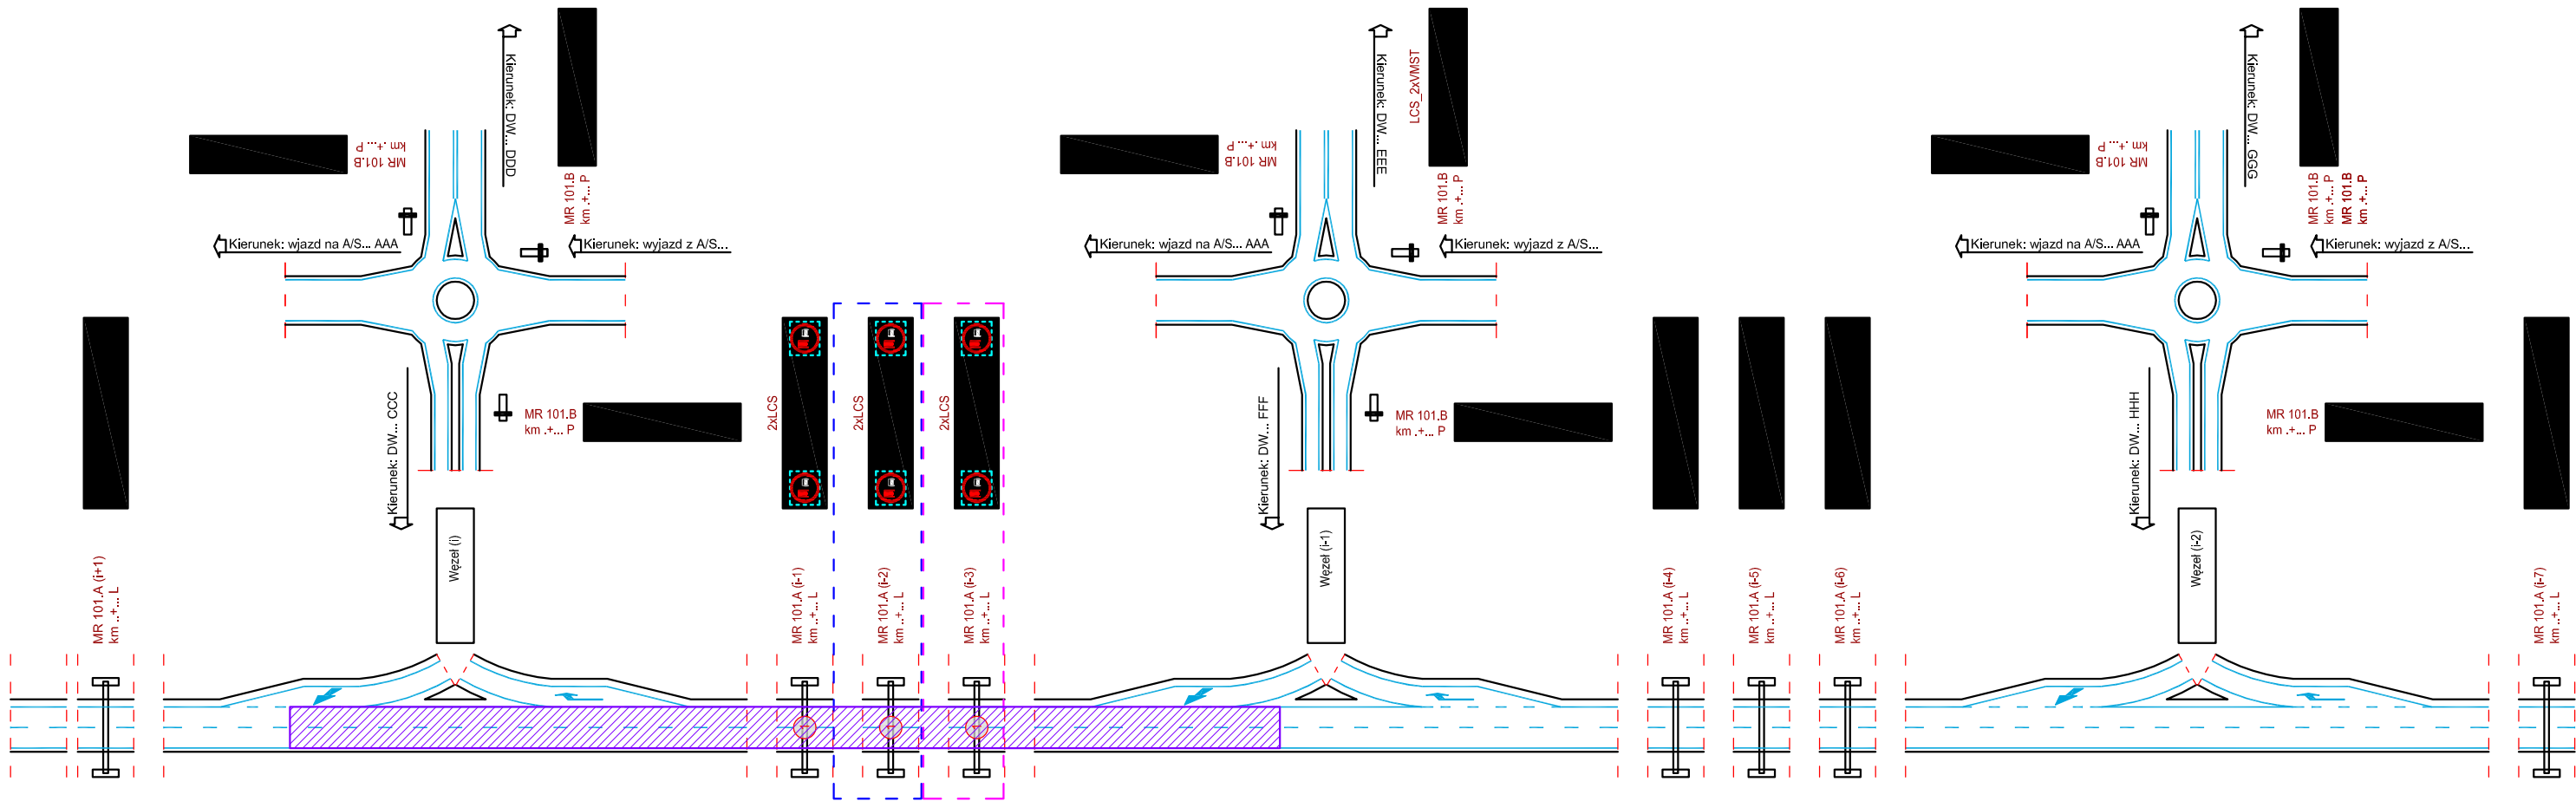 Kierunek: DW... DDD
MR 101.B
km .+... P
MR 101.B
km .+... P
Kierunek: wjazd na A/S... AAA
Kierunek: wyjazd z A/S...
Kierunek: DW... CCC
MR 101.B
km .+... P
Kierunek: DW... EEE
LCS_2xVMST
MR 101.B
km .+... P
MR 101.B
km .+... P
Kierunek: wjazd na A/S... AAA
Kierunek: wyjazd z A/S...
Kierunek: DW... FFF
MR 101.B
km .+... P
Kierunek: DW... GGG
MR 101.B
km .+... P
MR 101.B
km .+... P
MR 101.B
km .+... P
Kierunek: wjazd na A/S... AAA
Kierunek: wyjazd z A/S...
Kierunek: DW... HHH
MR 101.B
km .+... P
2xLCS
2xLCS
2xLCS
MR 101.A (i+1)
km ..+... L
Węzeł (i)
MR 101.A (i-1)
km ..+... L
MR 101.A (i-2)
km ..+... L
MR 101.A (i-3)
km ..+... L
Węzeł (i-1)
MR 101.A (i-4)
km ..+... L
MR 101.A (i-5)
km ..+... L
MR 101.A (i-6)
km ..+... L
Węzeł (i-2)
MR 101.A (i-7)
km ..+... L